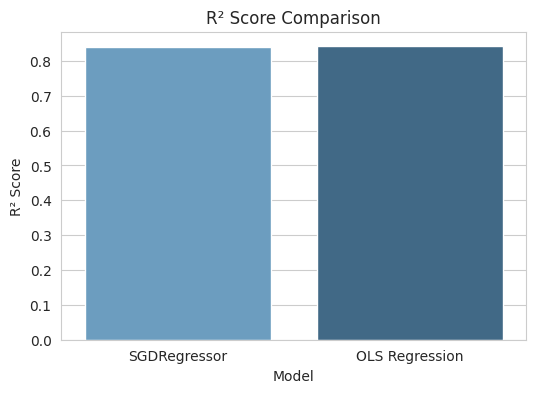 R² Score Comparison
R² Score
0.8
0.7
0.6
0.5
0.4
0.3
0.2
0.1
0.0
SGDRegressor
OLS Regression
Model